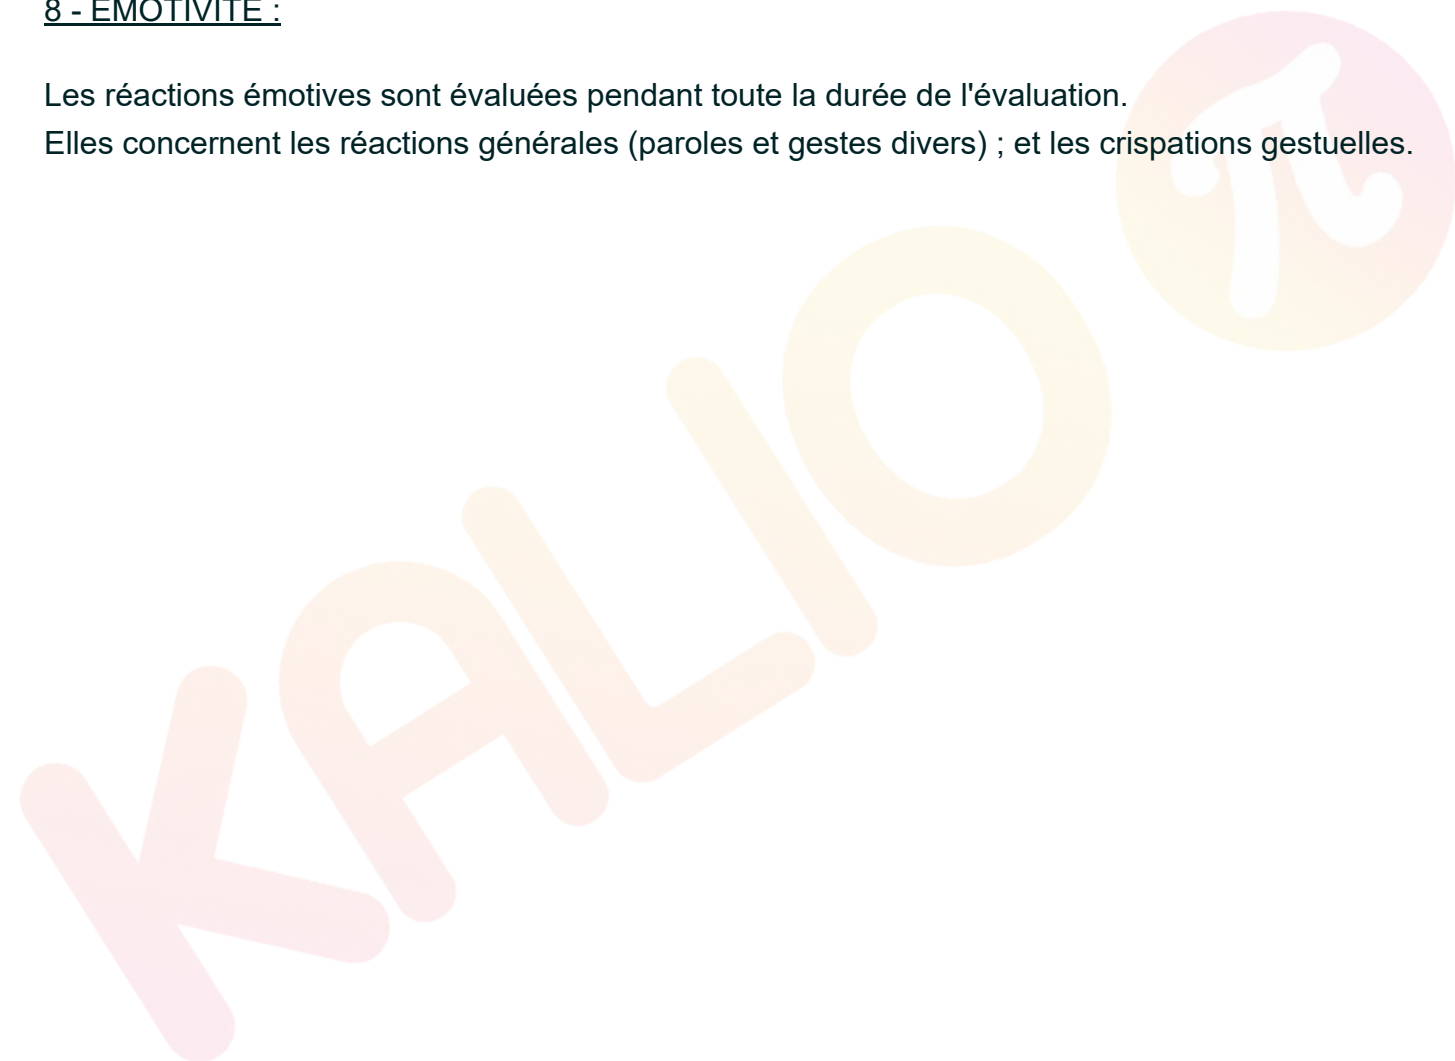 8 - EMOTIVITE :
Les réactions émotives sont évaluées pendant toute la durée de l'évaluation.
Elles concernent les réactions générales (paroles et gestes divers) ; et les crispations gestuelles.
π
KALIO